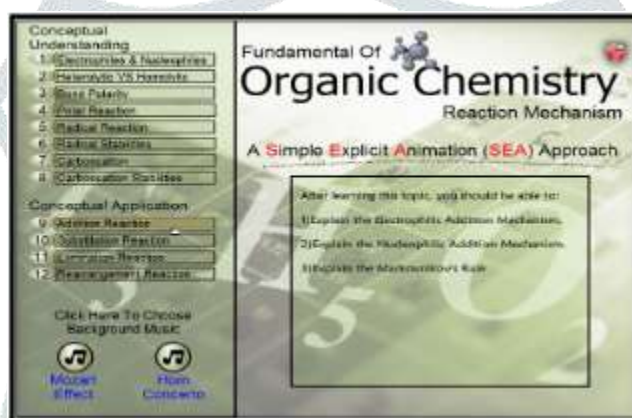 Conceptual
Understanding
1. Electrophiles & Nucleophiles
2. Heterolytic VS Homolytic
3. Bond Polarity
4. Polar Reaction
5. Radical Reaction
6. Radical Stabilities
7. Carbocation
8. Carbocation Stabilities
Conceptual Application
9. Addition Reaction
10. Substitution Reaction
11. Elimination Reaction
12. Rearrangement Reaction
Click Here To Choose
Background Music
Mozart
Effect
Horn
Concerto
Fundamental Of
Organic Chemistry
Reaction Mechanism
A Simple Explicit Animation (SEA) Approach
After learning this topic, you should be able to:
1)Explain the Electrophilic Addition Mechanism.
2)Explain the Nucleophilic Addition Mechanism.
3)Explain the Markovnikov's Rule